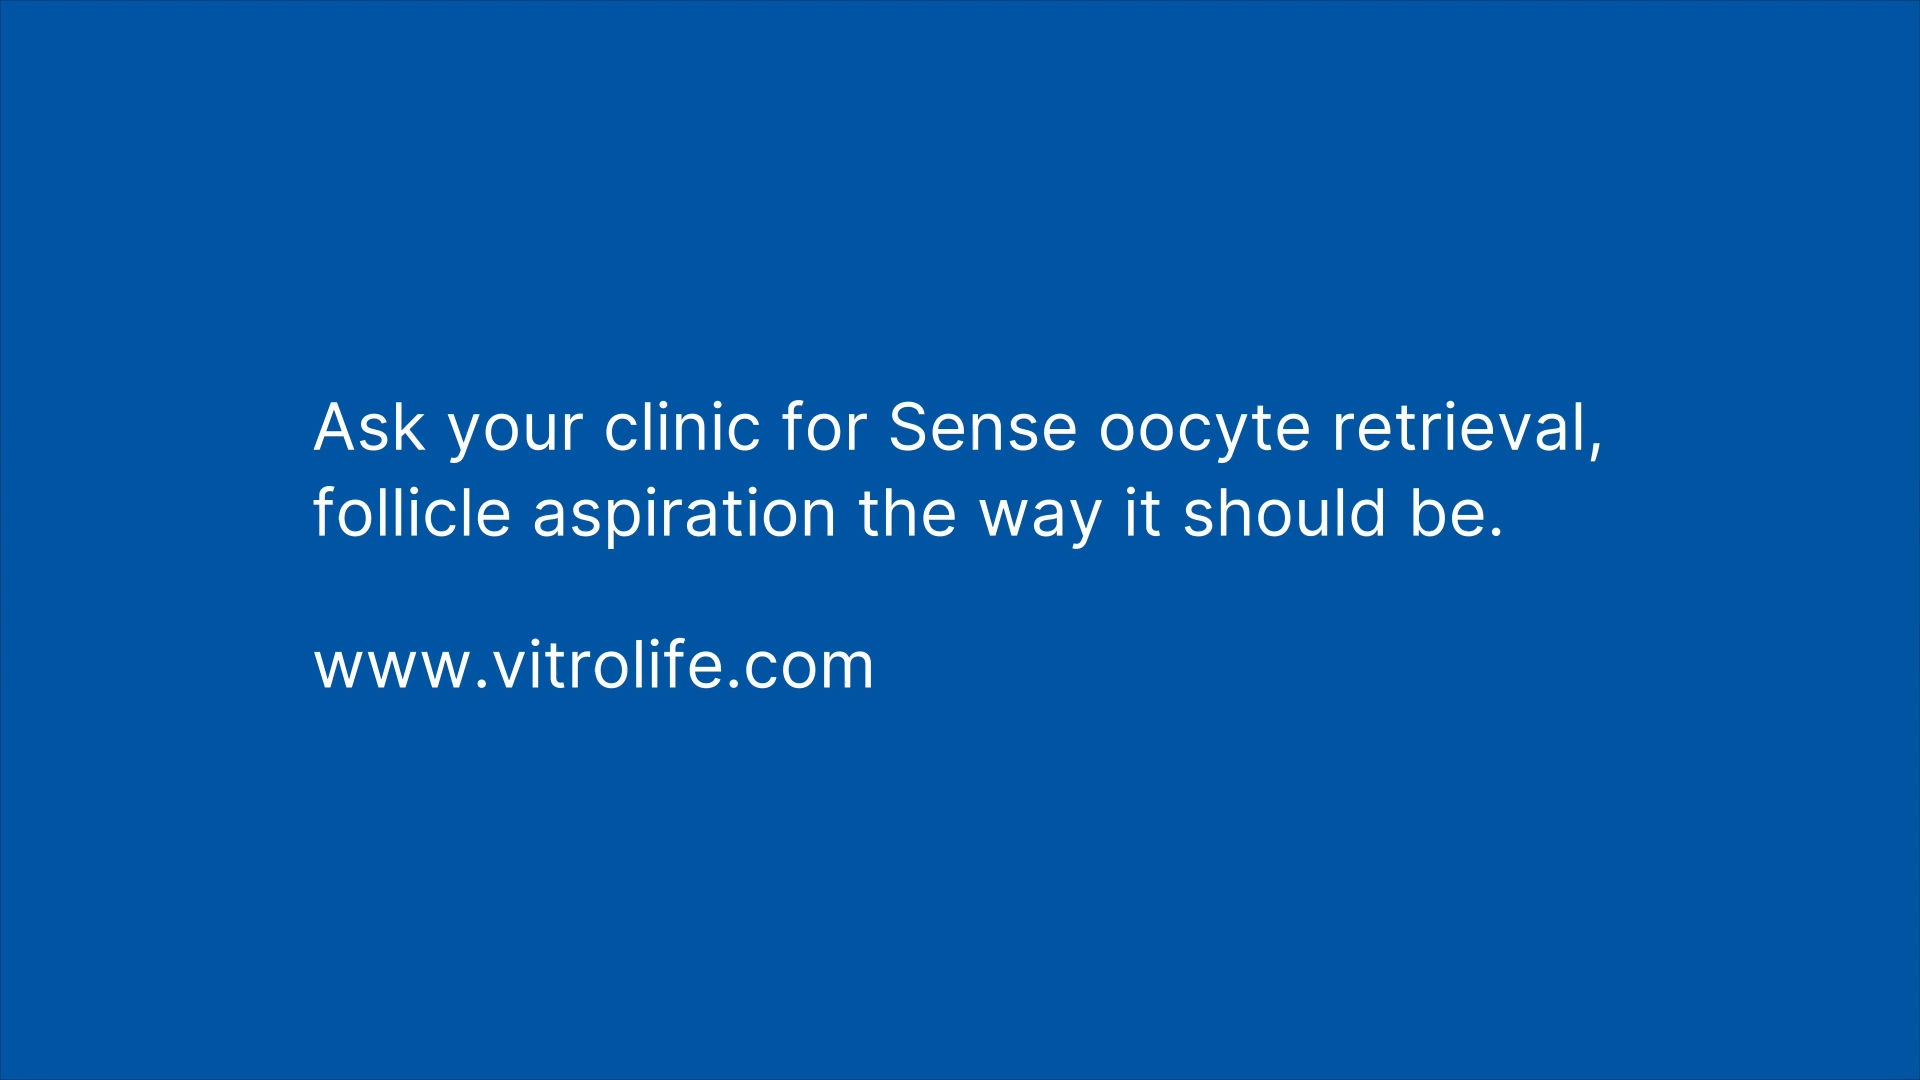 Ask your clinic for Sense oocyte retrieval,
follicle aspiration the way it should be.
www.vitrolife.com